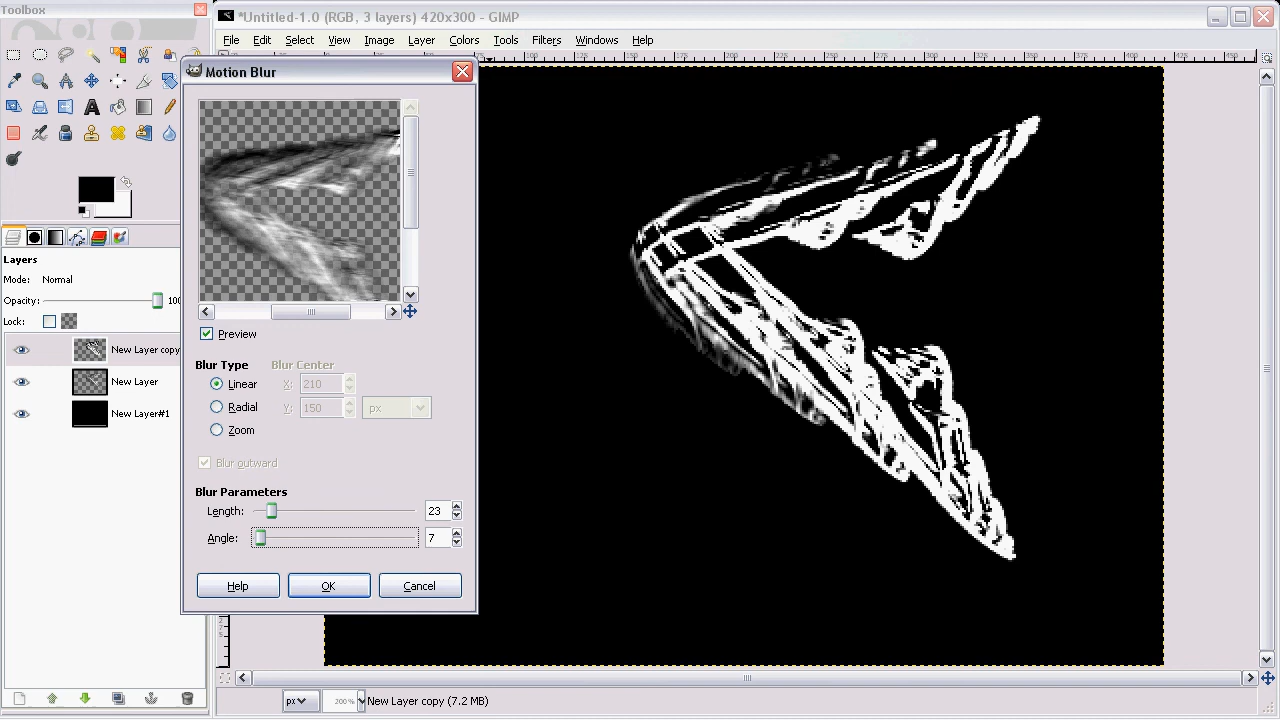 Toolbox
*Untitled-1.0 (RGB, 3 layers) 420x300 - GIMP
File Edit Select View Image Layer Colors Tools Filters Windows Help
Motion Blur
Preview
Blur Type
Linear
Radial
Zoom
Blur Center
X: 210
Y: 150
px
Blur outward
Blur Parameters
Length: 23
Angle: 7
Help
OK
Cancel
Layers
Mode: Normal
Opacity: 100
Lock:
New Layer copy
New Layer
New Layer#1
px
200%
New Layer copy (7.2 MB)